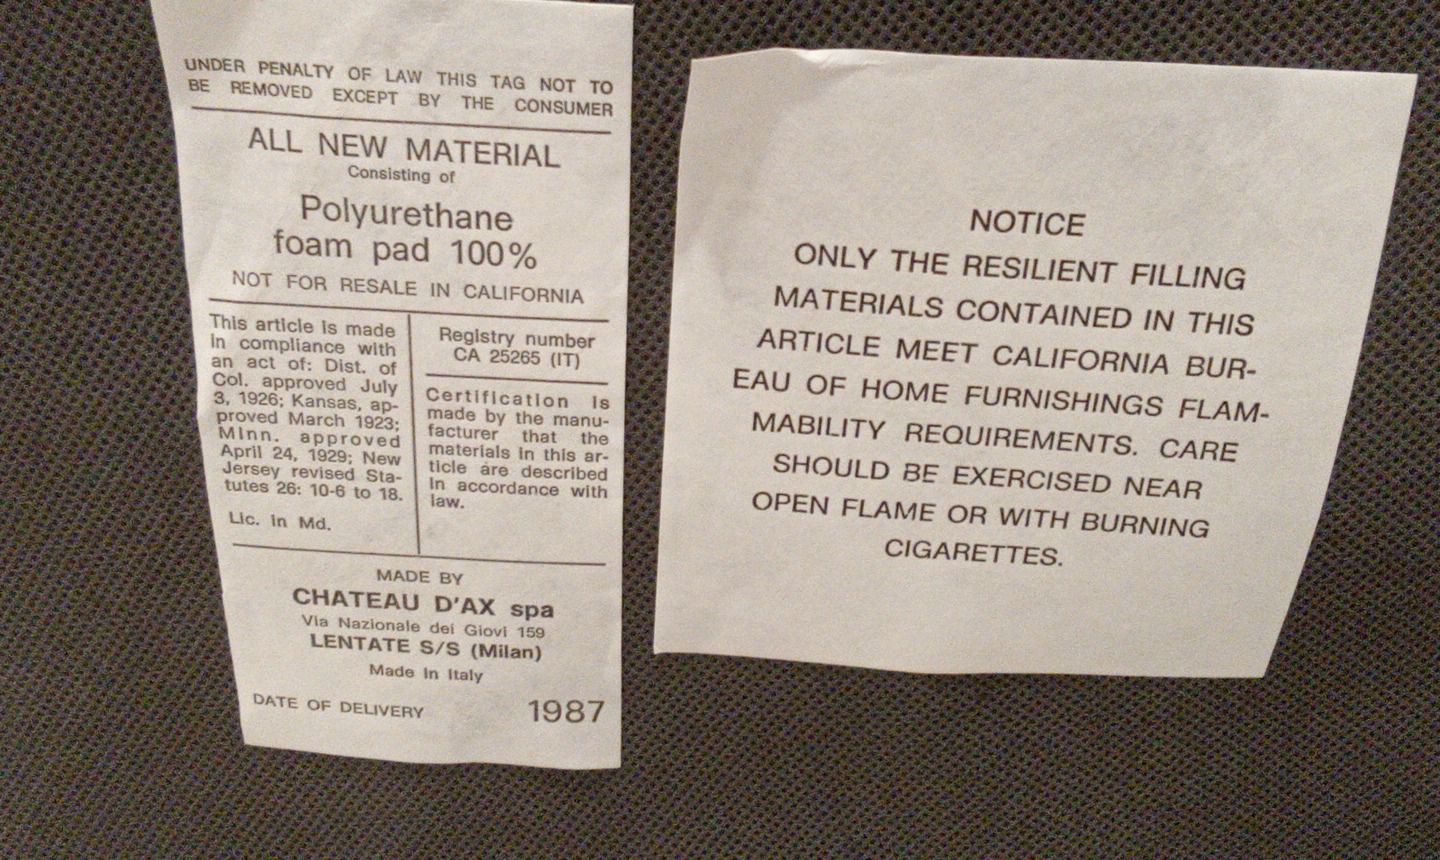 UNDER PENALTY OF LAW THIS TAG NOT TO
BE REMOVED EXCEPT BY THE CONSUMER
ALL NEW MATERIAL
Consisting of
Polyurethane
foam pad 100%
NOT FOR RESALE IN CALIFORNIA
This article is made
in compliance with
an act of: Dist. of
Col. approved July
3, 1926; Kansas, ap-
proved March 1923;
Minn. approved
April 24, 1929; New
Jersey revised Sta-
tutes 26: 10-6 to 18.
Lic. in Md.
Registry number
CA 25265 (IT)
Certification is
made by the manu-
facturer that the
materials in this ar-
ticle are described
in accordance with
law.
MADE BY
CHATEAU D'AX spa
Via Nazionale dei Giovi 159
LENTATE S/S (Milan)
Made in Italy
DATE OF DELIVERY 1987
NOTICE
ONLY THE RESILIENT FILLING
MATERIALS CONTAINED IN THIS
ARTICLE MEET CALIFORNIA BUR-
EAU OF HOME FURNISHINGS FLAM-
MABILITY REQUIREMENTS. CARE
SHOULD BE EXERCISED NEAR
OPEN FLAME OR WITH BURNING
CIGARETTES.